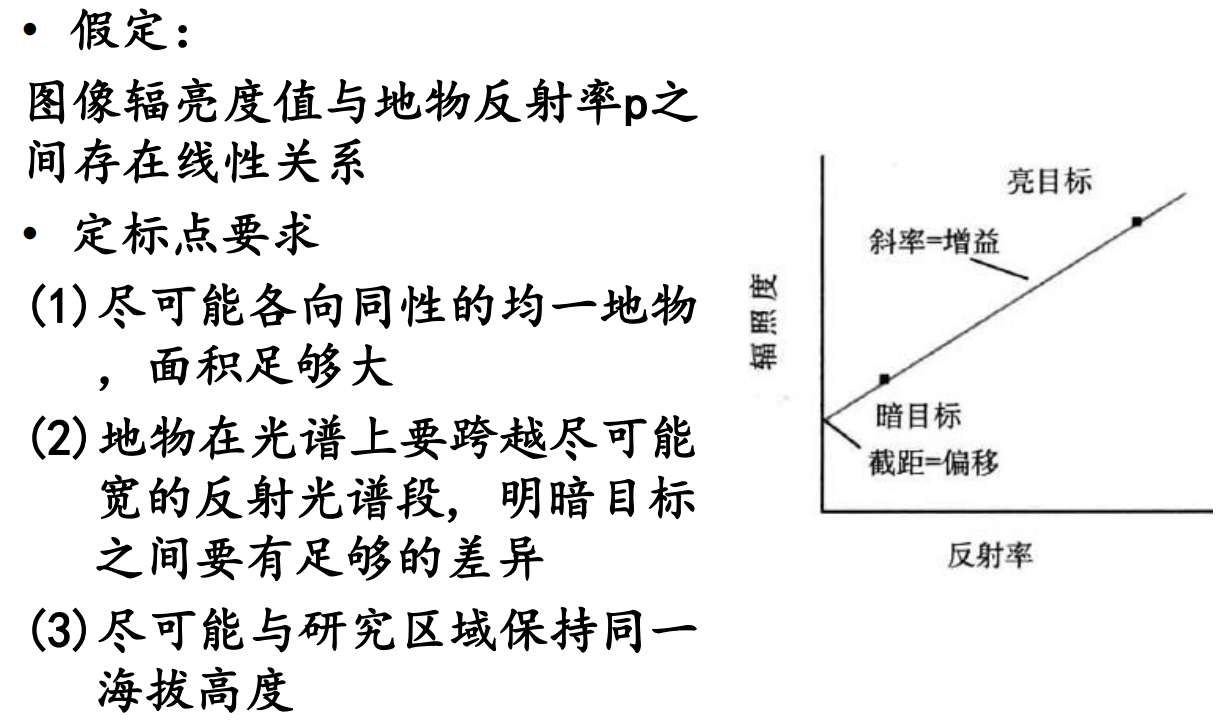 • 假定：
图像辐亮度值与地物反射率p之
间存在线性关系
• 定标点要求
(1)尽可能各向同性的均一地物
，面积足够大
(2)地物在光谱上要跨越尽可能
宽的反射光谱段，明暗目标
之间要有足够的差异
(3)尽可能与研究区域保持同一
海拔高度
亮目标
斜率=增益
辐照度
暗目标
截距=偏移
反射率